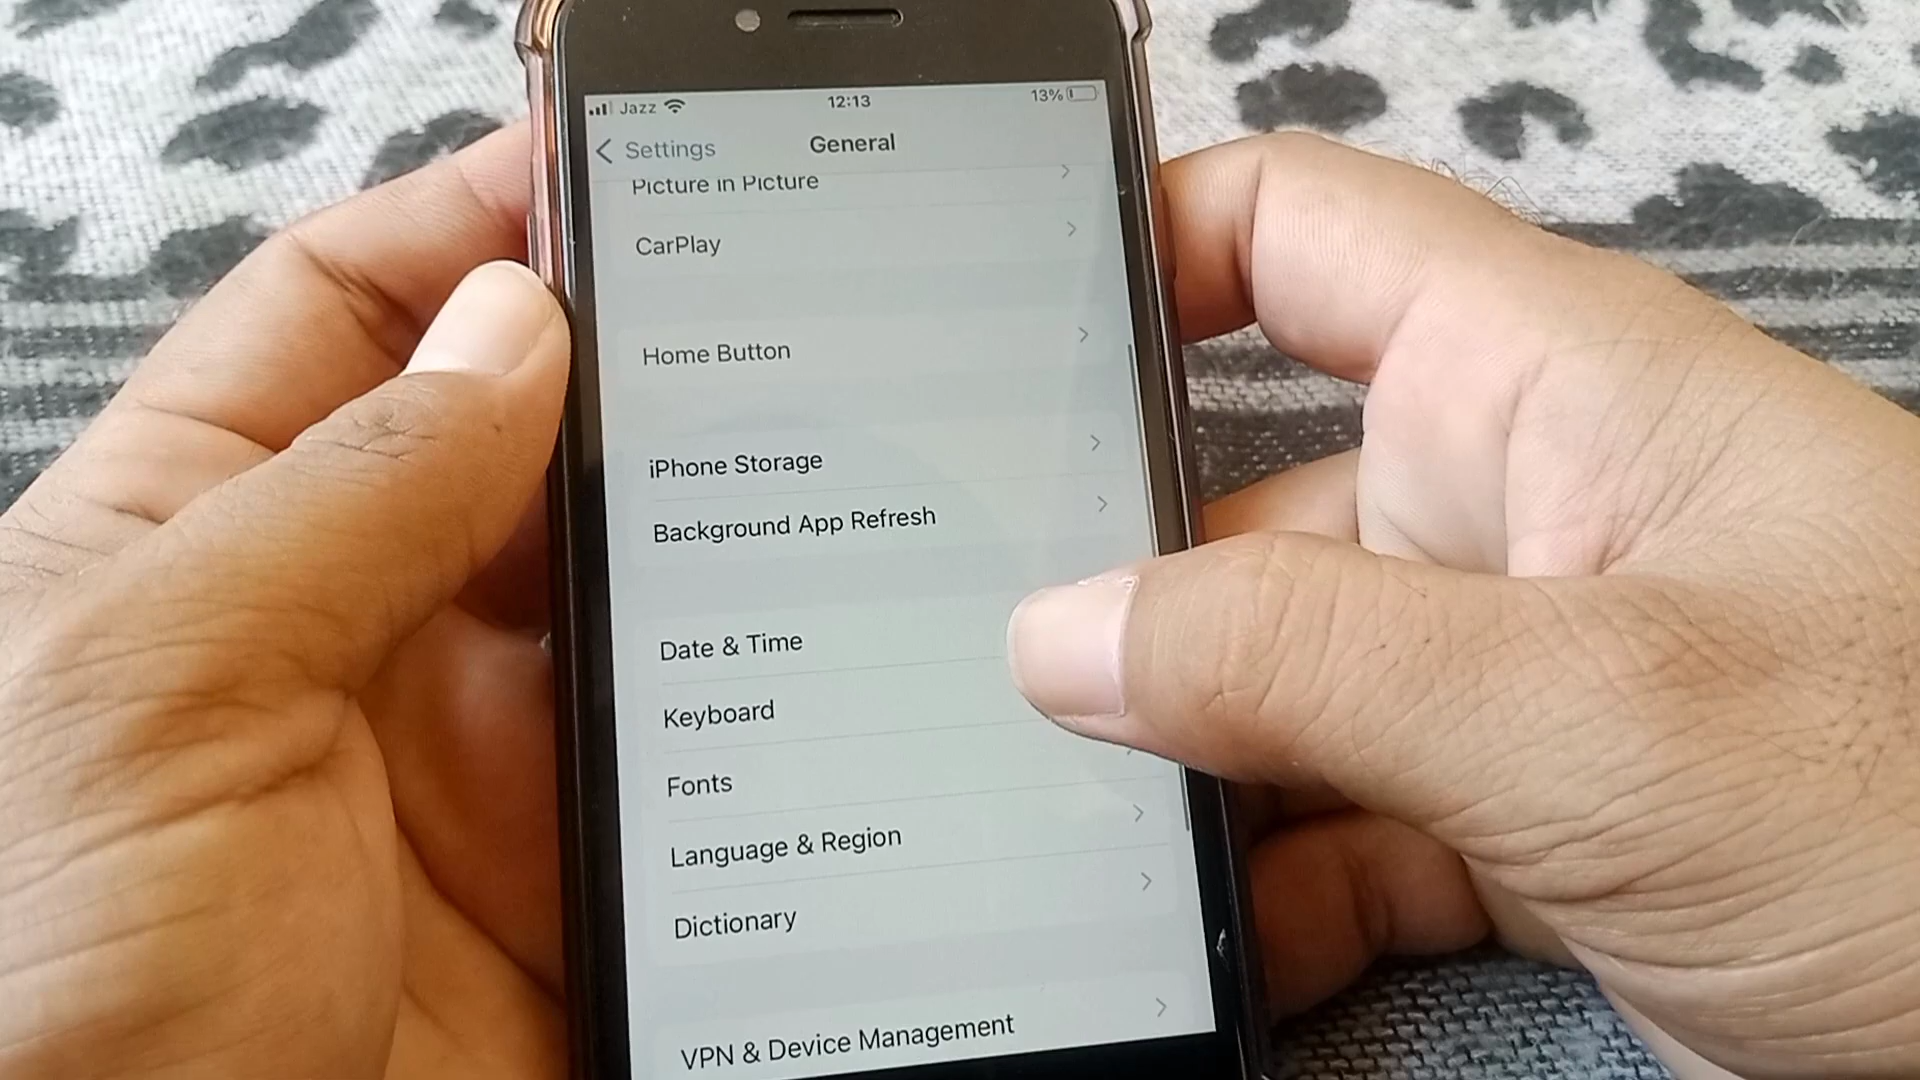 Jazz 12:13 13%
Settings General
Picture in Picture
CarPlay
Home Button
iPhone Storage
Background App Refresh
Date & Time
Keyboard
Fonts
Language & Region
Dictionary
VPN & Device Management